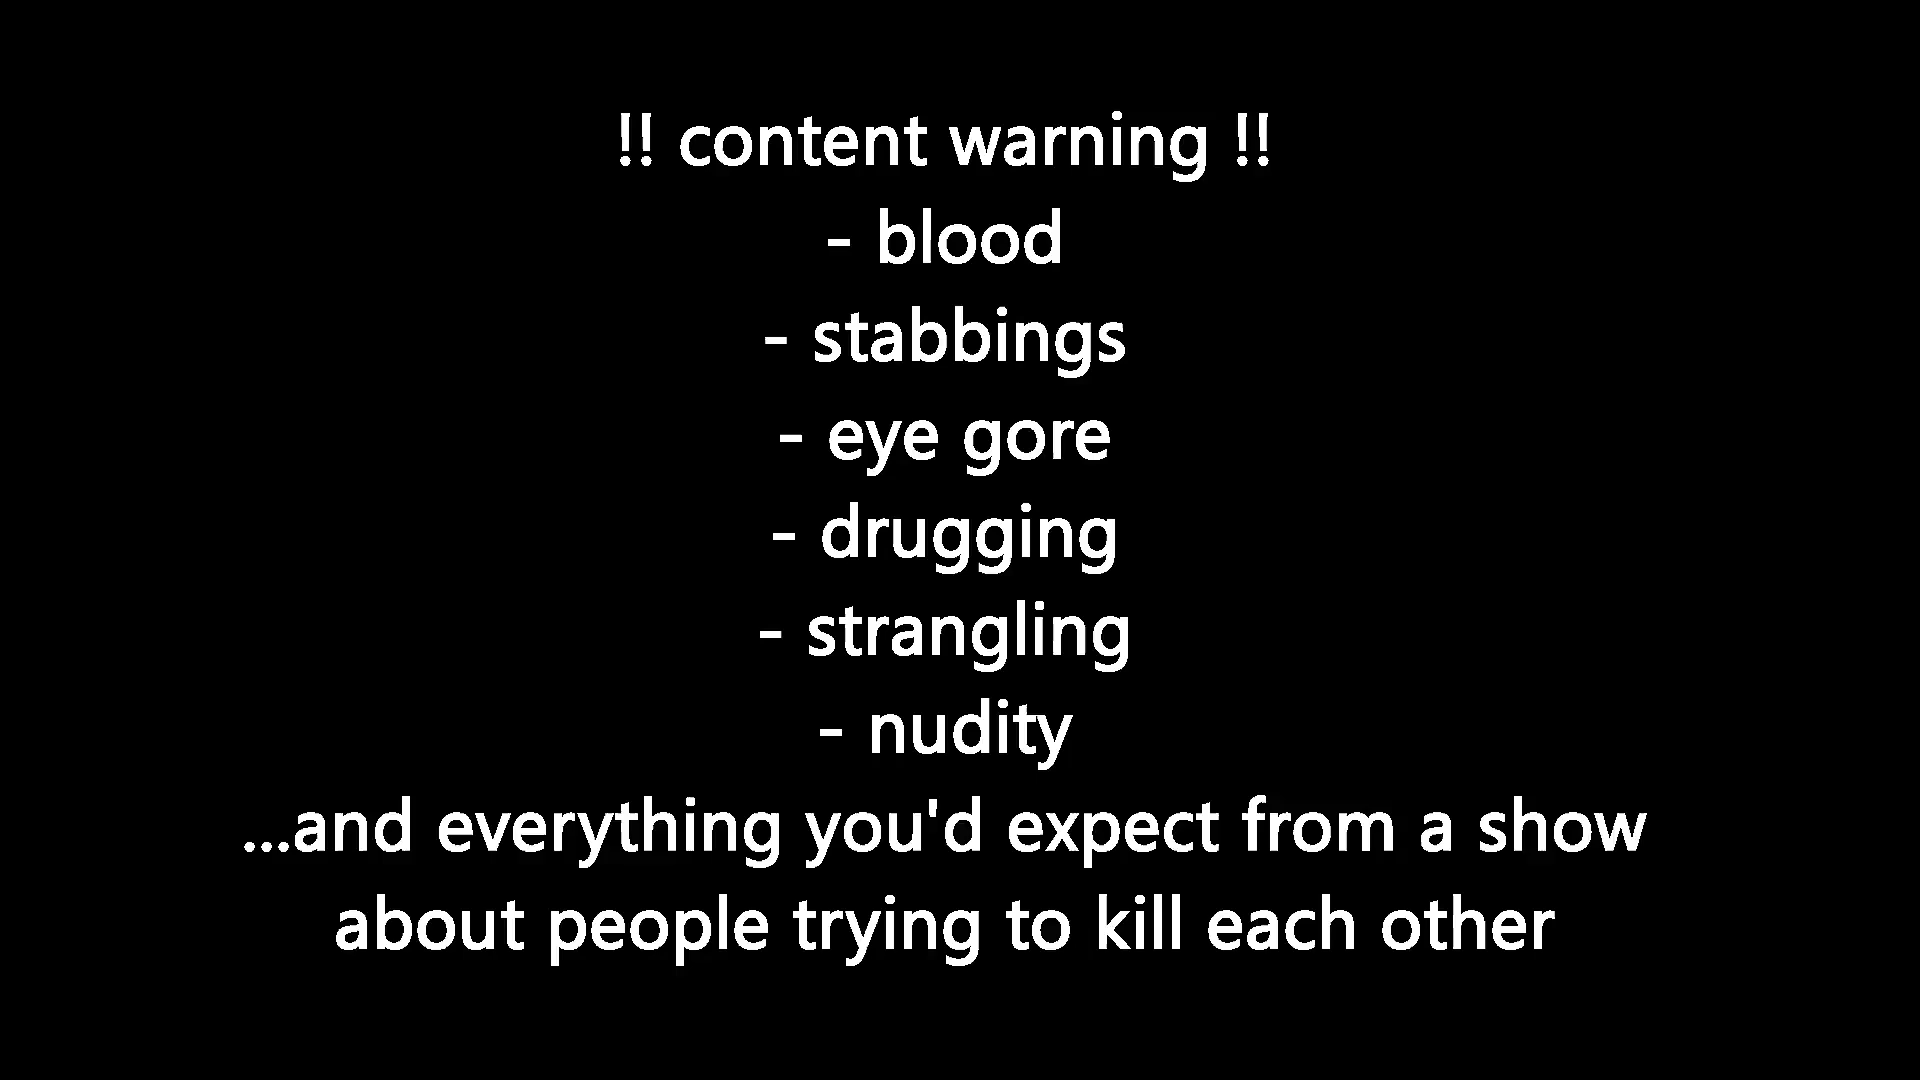 !! content warning !!
- blood
- stabbings
- eye gore
- drugging
- strangling
- nudity
...and everything you'd expect from a show
about people trying to kill each other